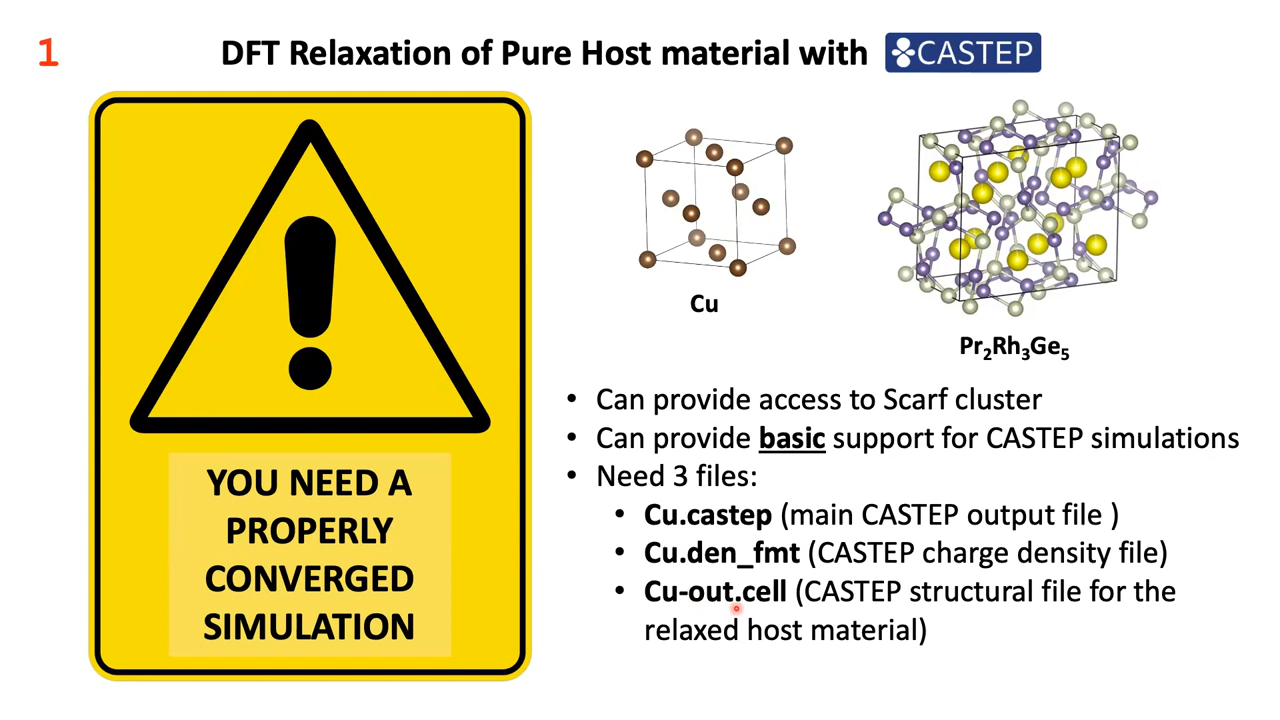 1
DFT Relaxation of Pure Host material with CASTEP
YOU NEED A
PROPERLY
CONVERGED
SIMULATION
Cu
Pr₂Rh₃Ge₅
• Can provide access to Scarf cluster
• Can provide basic support for CASTEP simulations
• Need 3 files:
• Cu.castep (main CASTEP output file )
• Cu.den_fmt (CASTEP charge density file)
• Cu-out.cell (CASTEP structural file for the
relaxed host material)